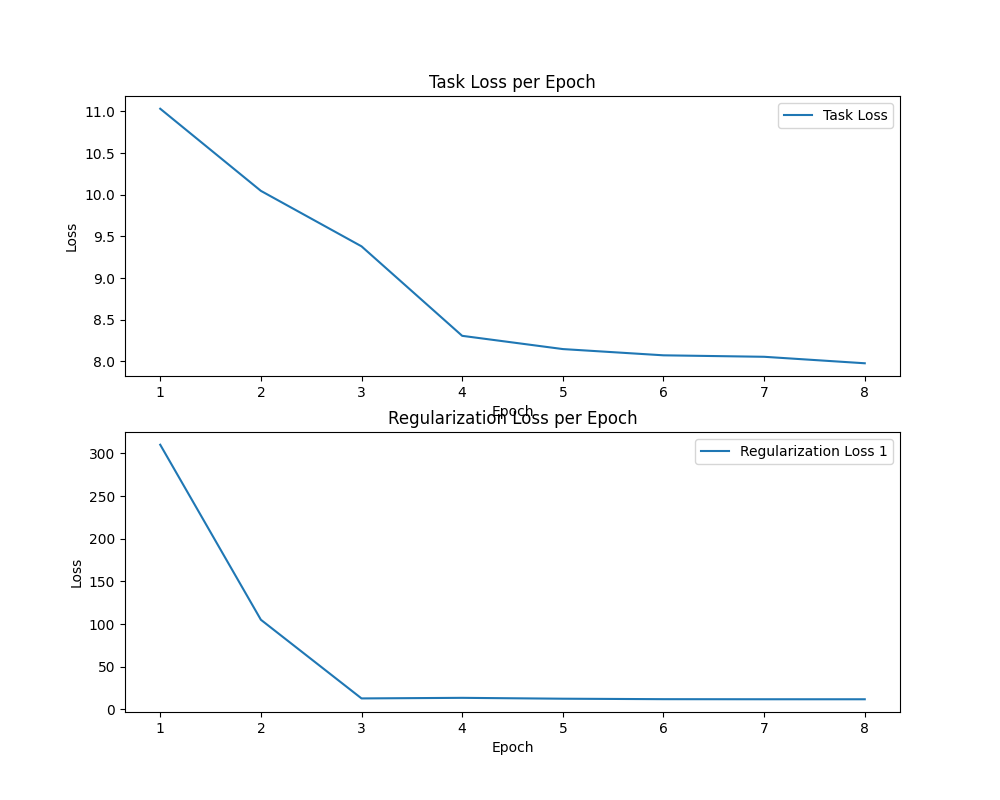 Task Loss per Epoch
Task Loss
Loss
11.0
10.5
10.0
9.5
9.0
8.5
8.0
1 2 3 4 5 6 7 8
Epoch
Regularization Loss per Epoch
Regularization Loss 1
Loss
300
250
200
150
100
50
0
1 2 3 4 5 6 7 8
Epoch